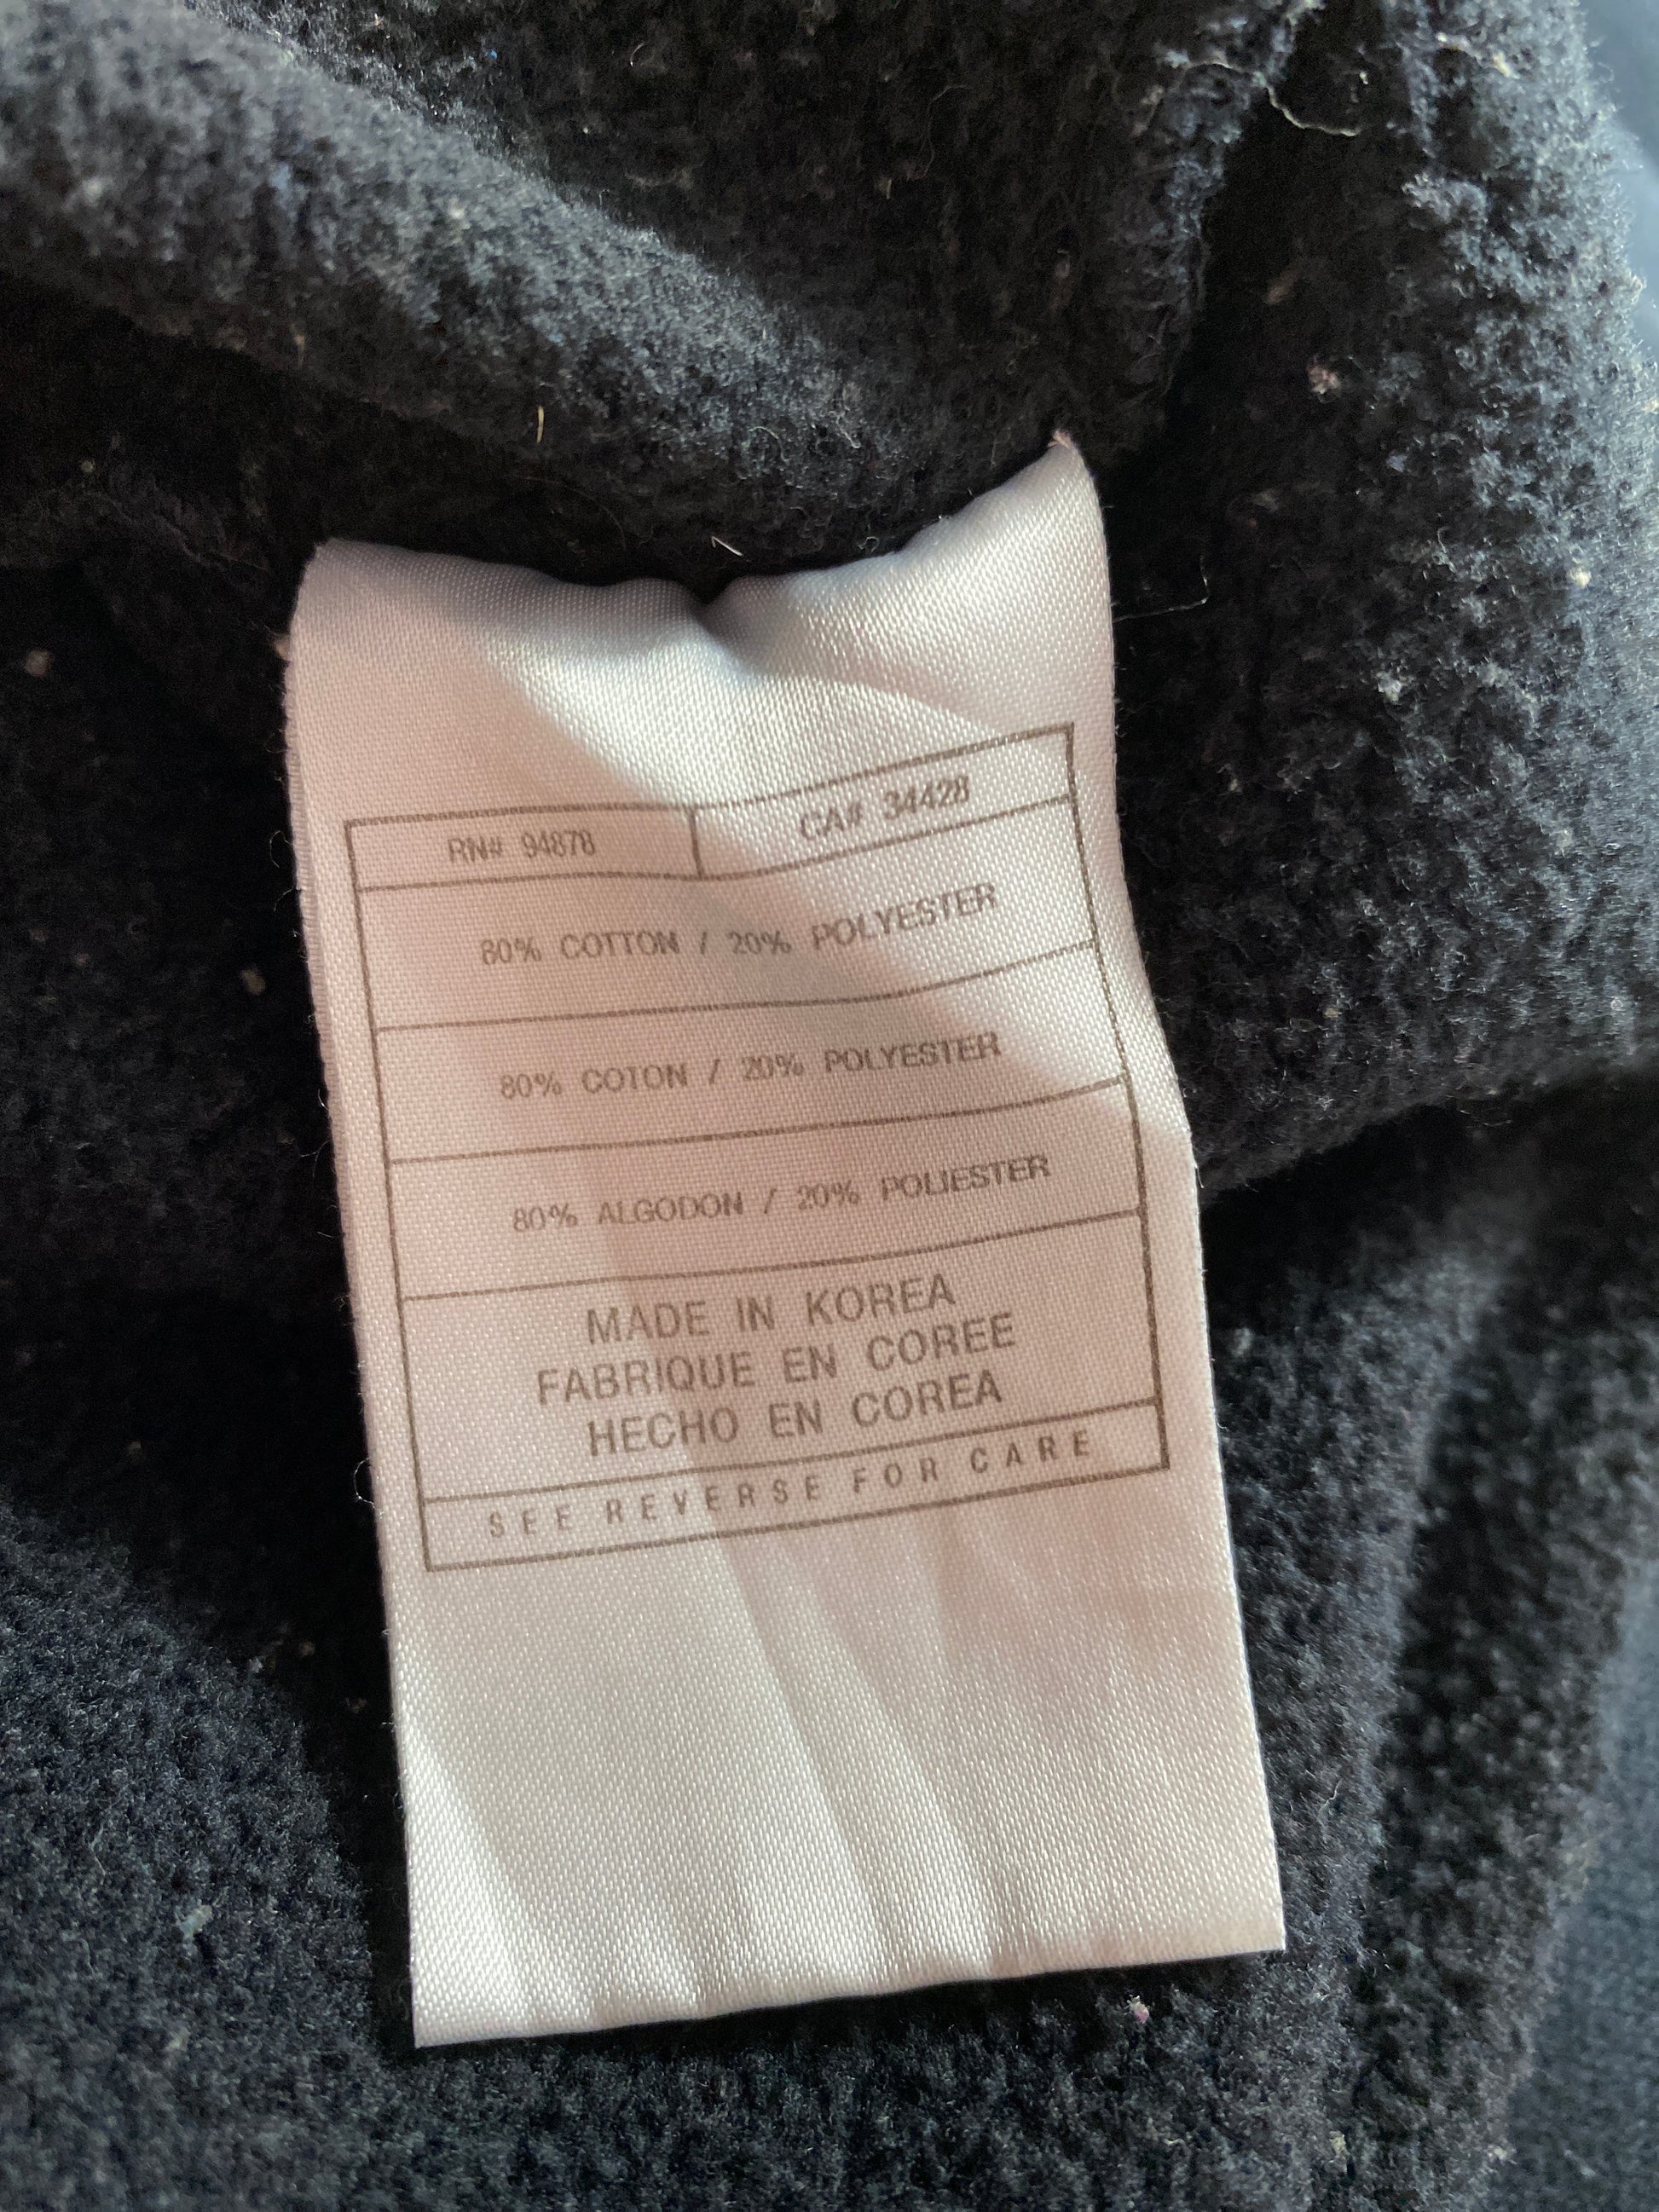 RN# 94878
CA# 34428
80% COTTON / 20% POLYESTER
80% COTON / 20% POLYESTER
80% ALGODON / 20% POLIESTER
MADE IN KOREA
FABRIQUE EN COREE
HECHO EN COREA
SEE REVERSE FOR CARE